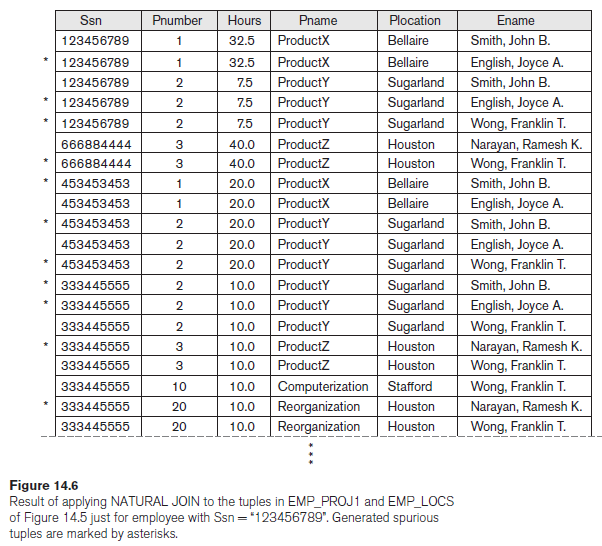 Ssn Pnumber Hours Pname Plocation Ename
123456789 1 32.5 ProductX Bellaire Smith, John B.
* 123456789 1 32.5 ProductX Bellaire English, Joyce A.
123456789 2 7.5 ProductY Sugarland Smith, John B.
* 123456789 2 7.5 ProductY Sugarland English, Joyce A.
* 123456789 2 7.5 ProductY Sugarland Wong, Franklin T.
666884444 3 40.0 ProductZ Houston Narayan, Ramesh K.
* 666884444 3 40.0 ProductZ Houston Wong, Franklin T.
* 453453453 1 20.0 ProductX Bellaire Smith, John B.
453453453 1 20.0 ProductX Bellaire English, Joyce A.
* 453453453 2 20.0 ProductY Sugarland Smith, John B.
453453453 2 20.0 ProductY Sugarland English, Joyce A.
* 453453453 2 20.0 ProductY Sugarland Wong, Franklin T.
* 333445555 2 10.0 ProductY Sugarland Smith, John B.
* 333445555 2 10.0 ProductY Sugarland English, Joyce A.
333445555 2 10.0 ProductY Sugarland Wong, Franklin T.
* 333445555 3 10.0 ProductZ Houston Narayan, Ramesh K.
333445555 3 10.0 ProductZ Houston Wong, Franklin T.
333445555 10 10.0 Computerization Stafford Wong, Franklin T.
* 333445555 20 10.0 Reorganization Houston Narayan, Ramesh K.
333445555 20 10.0 Reorganization Houston Wong, Franklin T.
*
*
*
Figure 14.6
Result of applying NATURAL JOIN to the tuples in EMP_PROJ1 and EMP_LOCS
of Figure 14.5 just for employee with Ssn = “123456789”. Generated spurious
tuples are marked by asterisks.